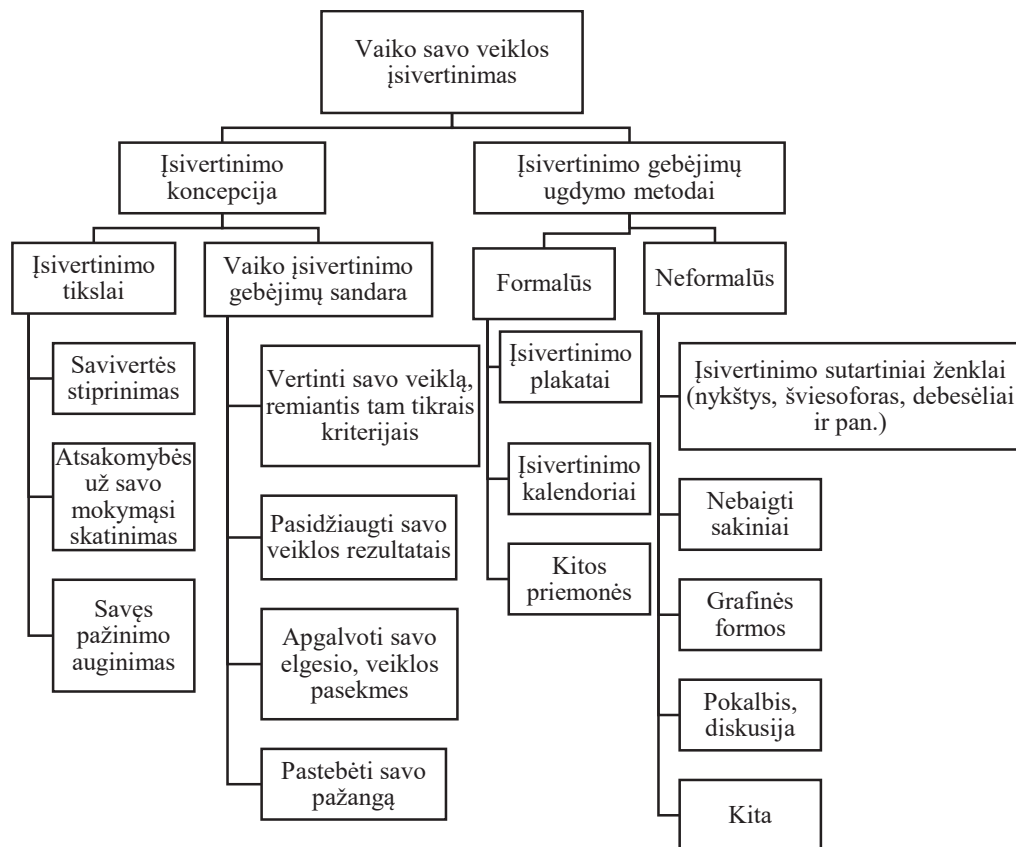 Vaiko savo veiklos
įsivertinimas
Įsivertinimo
koncepcija
Įsivertinimo gebėjimų
ugdymo metodai
Įsivertinimo
tikslai
Vaiko įsivertinimo
gebėjimų sandara
Formalūs
Neformalūs
Savivertės
stiprinimas
Atsakomybės
už savo
mokymąsi
skatinimas
Savęs
pažinimo
auginimas
Vertinti savo veiklą,
remiantis tam tikrais
kriterijais
Pasidžiaugti savo
veiklos rezultatais
Apgalvoti savo
elgesio, veiklos
pasekmes
Pastebėti savo
pažangą
Įsivertinimo
plakatai
Įsivertinimo
kalendoriai
Kitos
priemonės
Įsivertinimo sutartiniai ženklai
(nykštys, šviesoforas, debesėliai
ir pan.)
Nebaigti
sakiniai
Grafinės
formos
Pokalbis,
diskusija
Kita